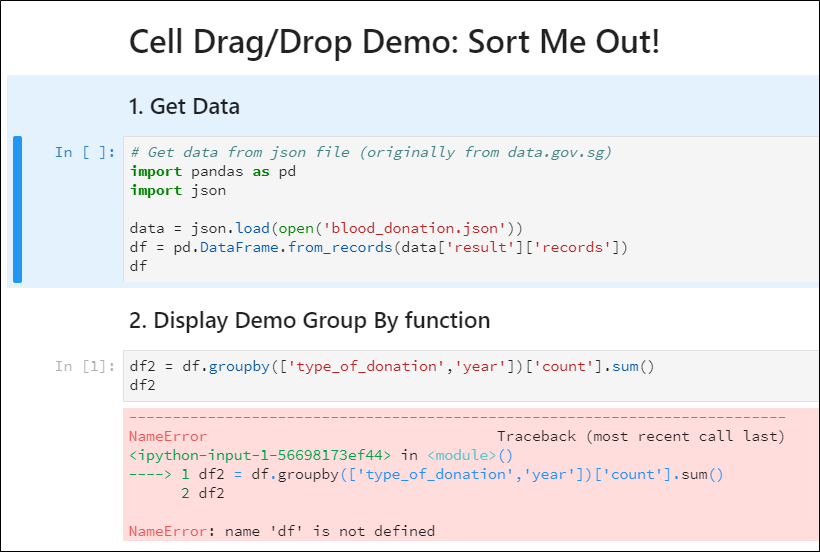 Cell Drag/Drop Demo: Sort Me Out!
1. Get Data
In [ ]: # Get data from json file (originally from data.gov.sg)
import pandas as pd
import json
data = json.load(open('blood_donation.json'))
df = pd.DataFrame.from_records(data['result']['records'])
df
2. Display Demo Group By function
In [1]: df2 = df.groupby(['type_of_donation','year'])['count'].sum()
df2
---------------------------------------------------------------------------
NameError                                 Traceback (most recent call last)
<ipython-input-1-56698173ef44> in <module>()
----> 1 df2 = df.groupby(['type_of_donation','year'])['count'].sum()
      2 df2
NameError: name 'df' is not defined